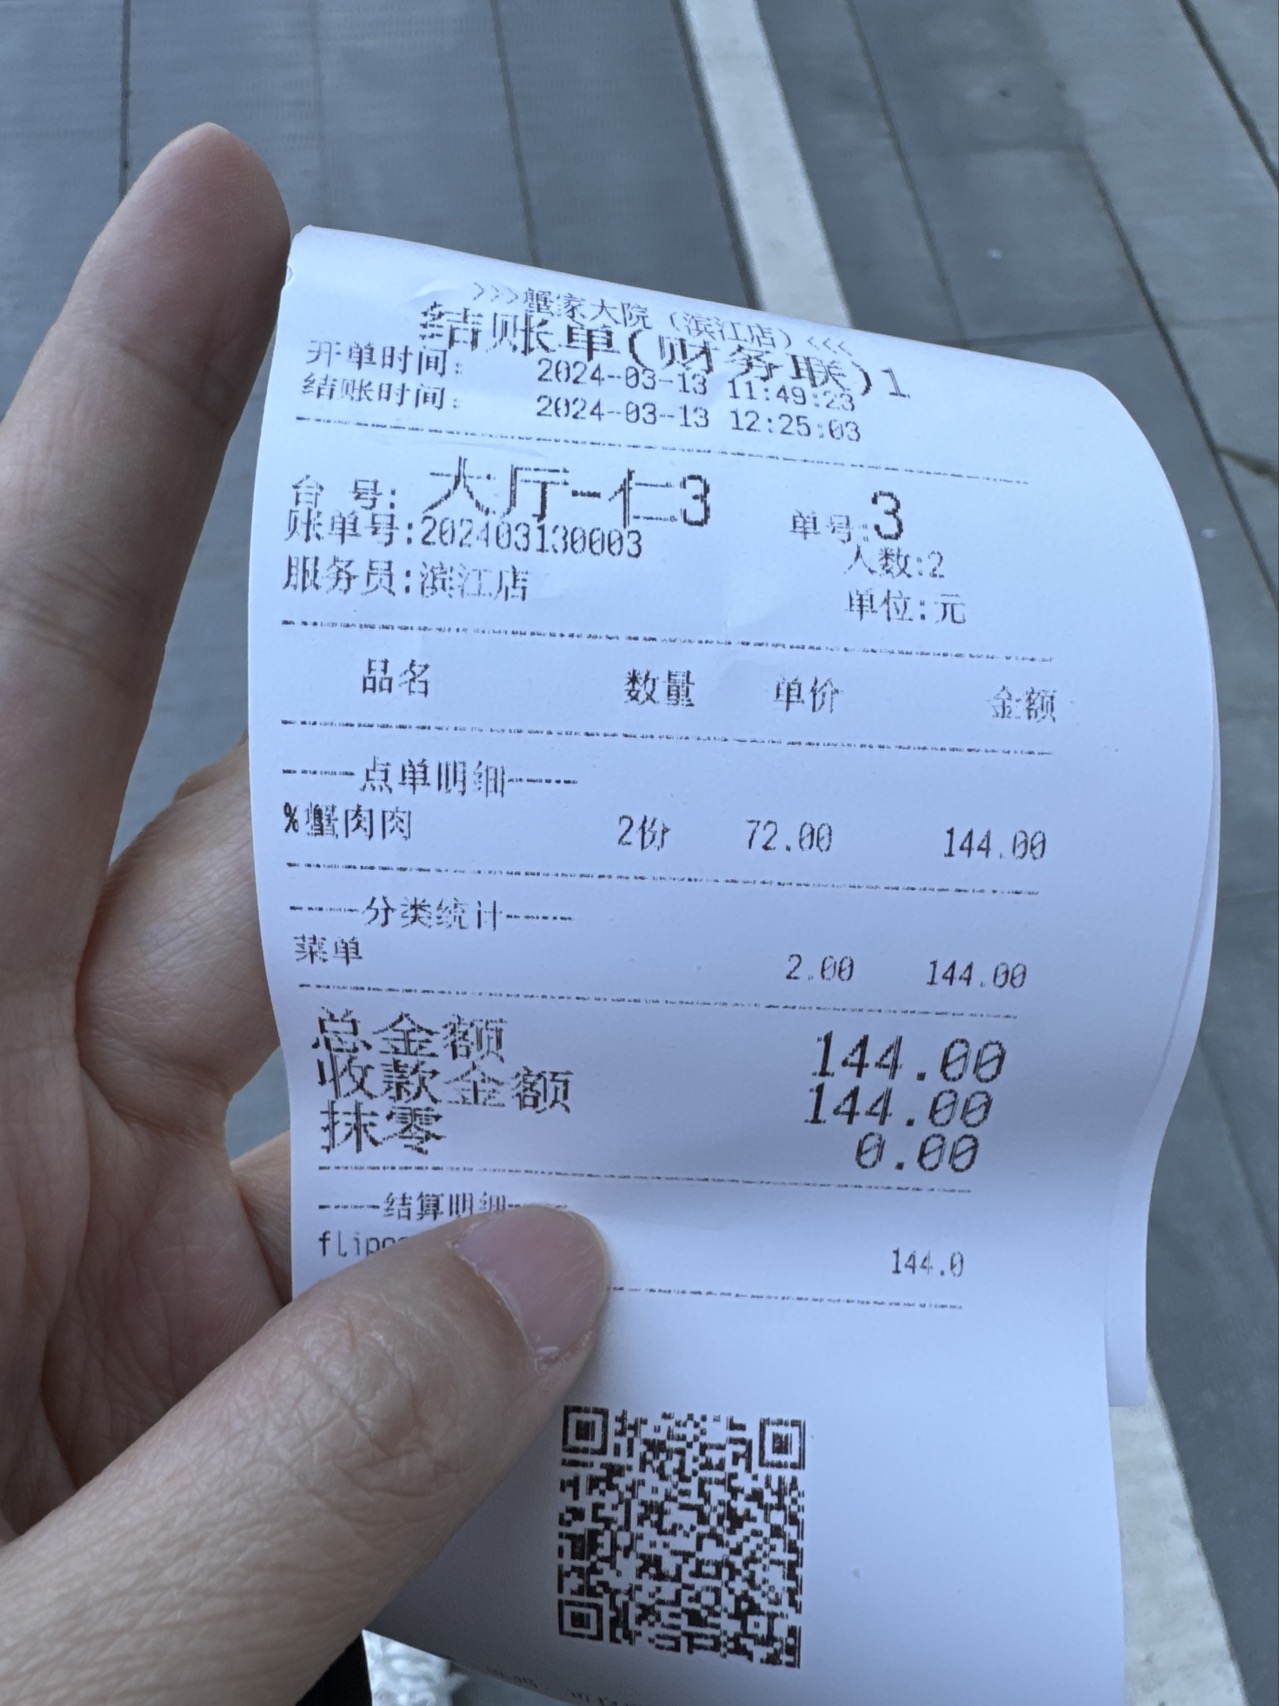 >>>蟹家大院（滨江店）<<<
结账单(财务联)1
开单时间: 2024-03-13 11:49:23
结账时间: 2024-03-13 12:25:03
台 号: 大厅-仁3 单号:3
账单号:202403130003 人数:2
服务员:滨江店 单位:元
品名 数量 单价 金额
----点单明细----
%蟹肉肉 2份 72.00 144.00
----分类统计----
菜单 2.00 144.00
总金额 144.00
收款金额 144.00
抹零 0.00
----结算明细----
144.0